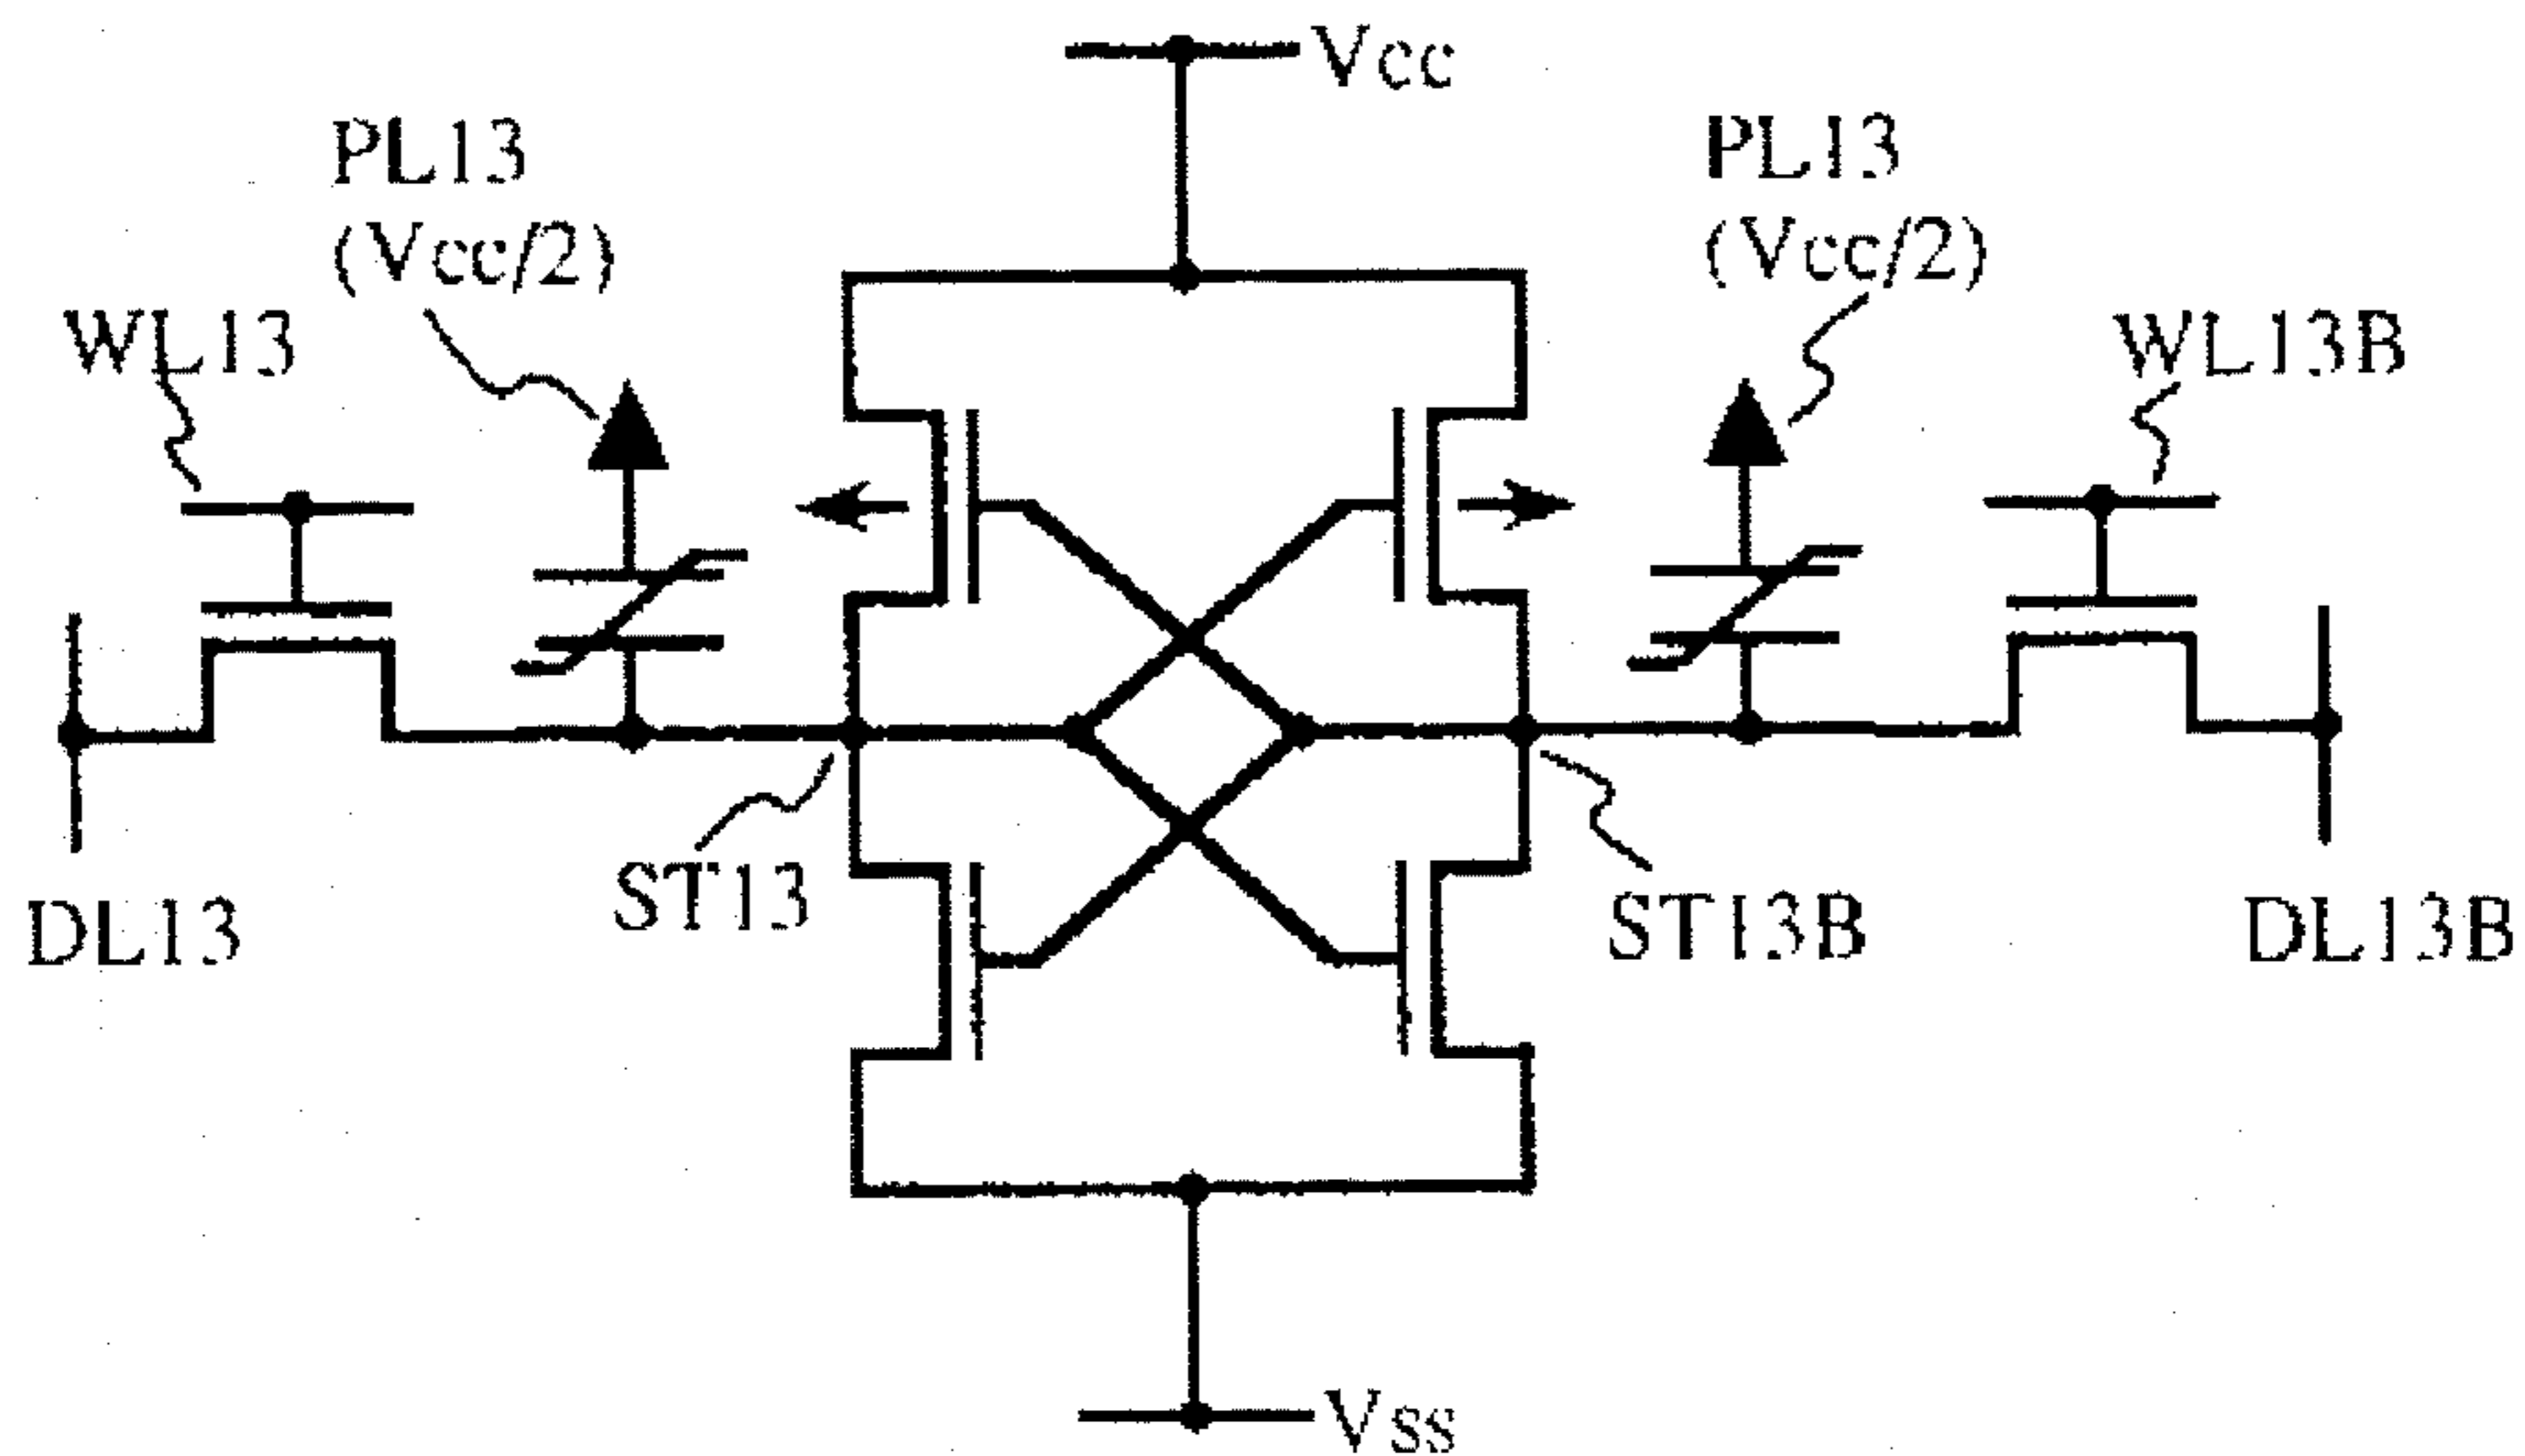 Vcc
PL13
(Vcc/2)
PL13
(Vcc/2)
WL13
WL13B
ST13
ST13B
DL13
DL13B
Vss